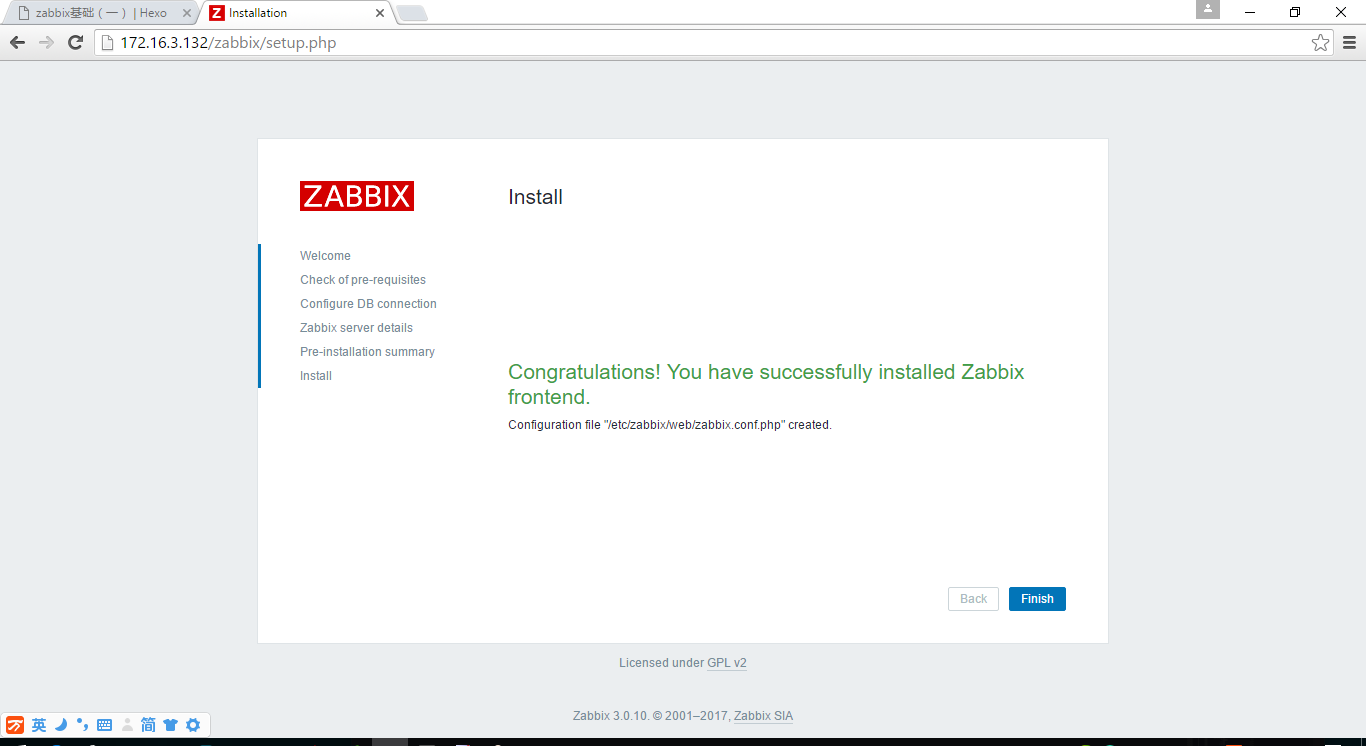 zabbix基础（一） | Hexo
Installation
172.16.3.132/zabbix/setup.php
ZABBIX
Install
Welcome
Check of pre-requisites
Configure DB connection
Zabbix server details
Pre-installation summary
Install
Congratulations! You have successfully installed Zabbix
frontend.
Configuration file "/etc/zabbix/web/zabbix.conf.php" created.
Back
Finish
Licensed under GPL v2
Zabbix 3.0.10. © 2001–2017, Zabbix SIA
英 简